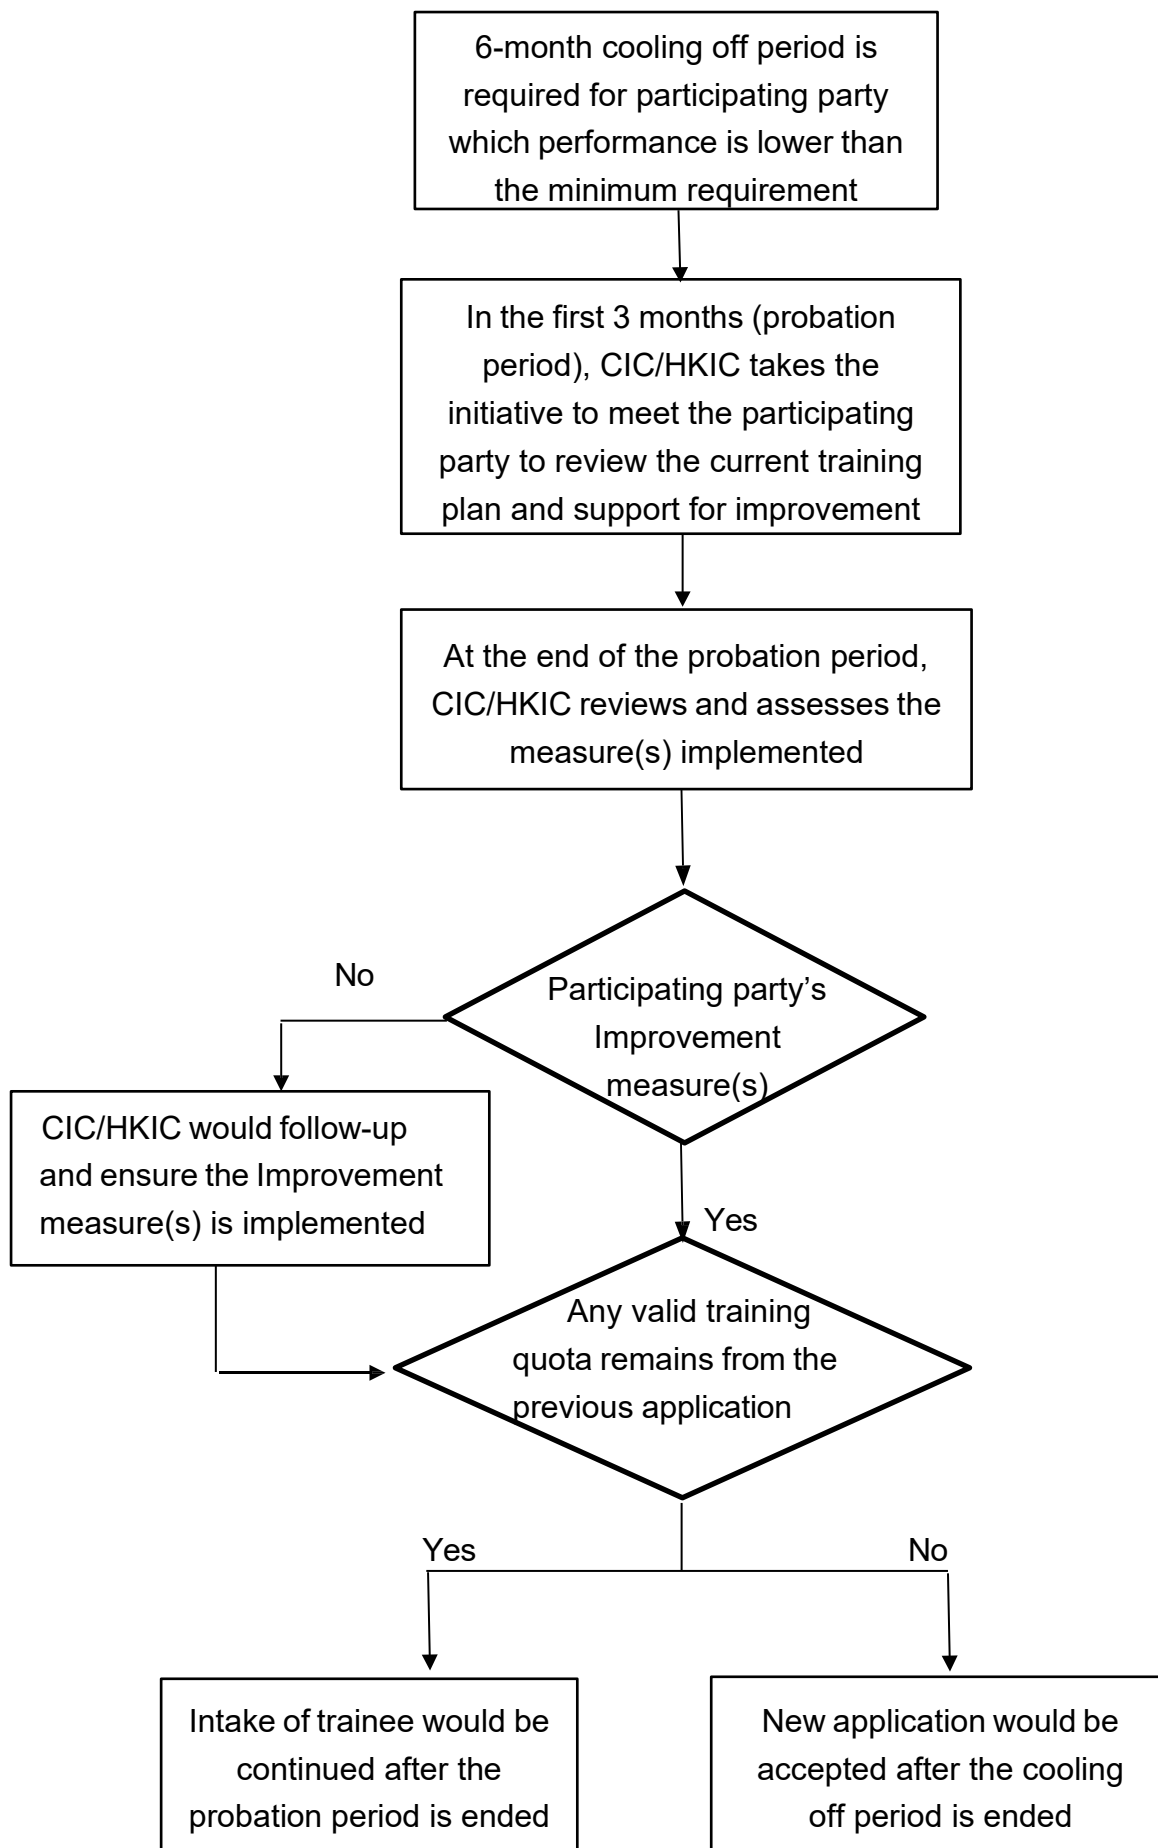 6-month cooling off period is
required for participating party
which performance is lower than
the minimum requirement
In the first 3 months (probation
period), CIC/HKIC takes the
initiative to meet the participating
party to review the current training
plan and support for improvement
At the end of the probation period,
CIC/HKIC reviews and assesses the
measure(s) implemented
No
Participating party’s
Improvement
measure(s)
CIC/HKIC would follow-up
and ensure the Improvement
measure(s) is implemented
Yes
Any valid training
quota remains from the
previous application
Yes
No
Intake of trainee would be
continued after the
probation period is ended
New application would be
accepted after the cooling
off period is ended